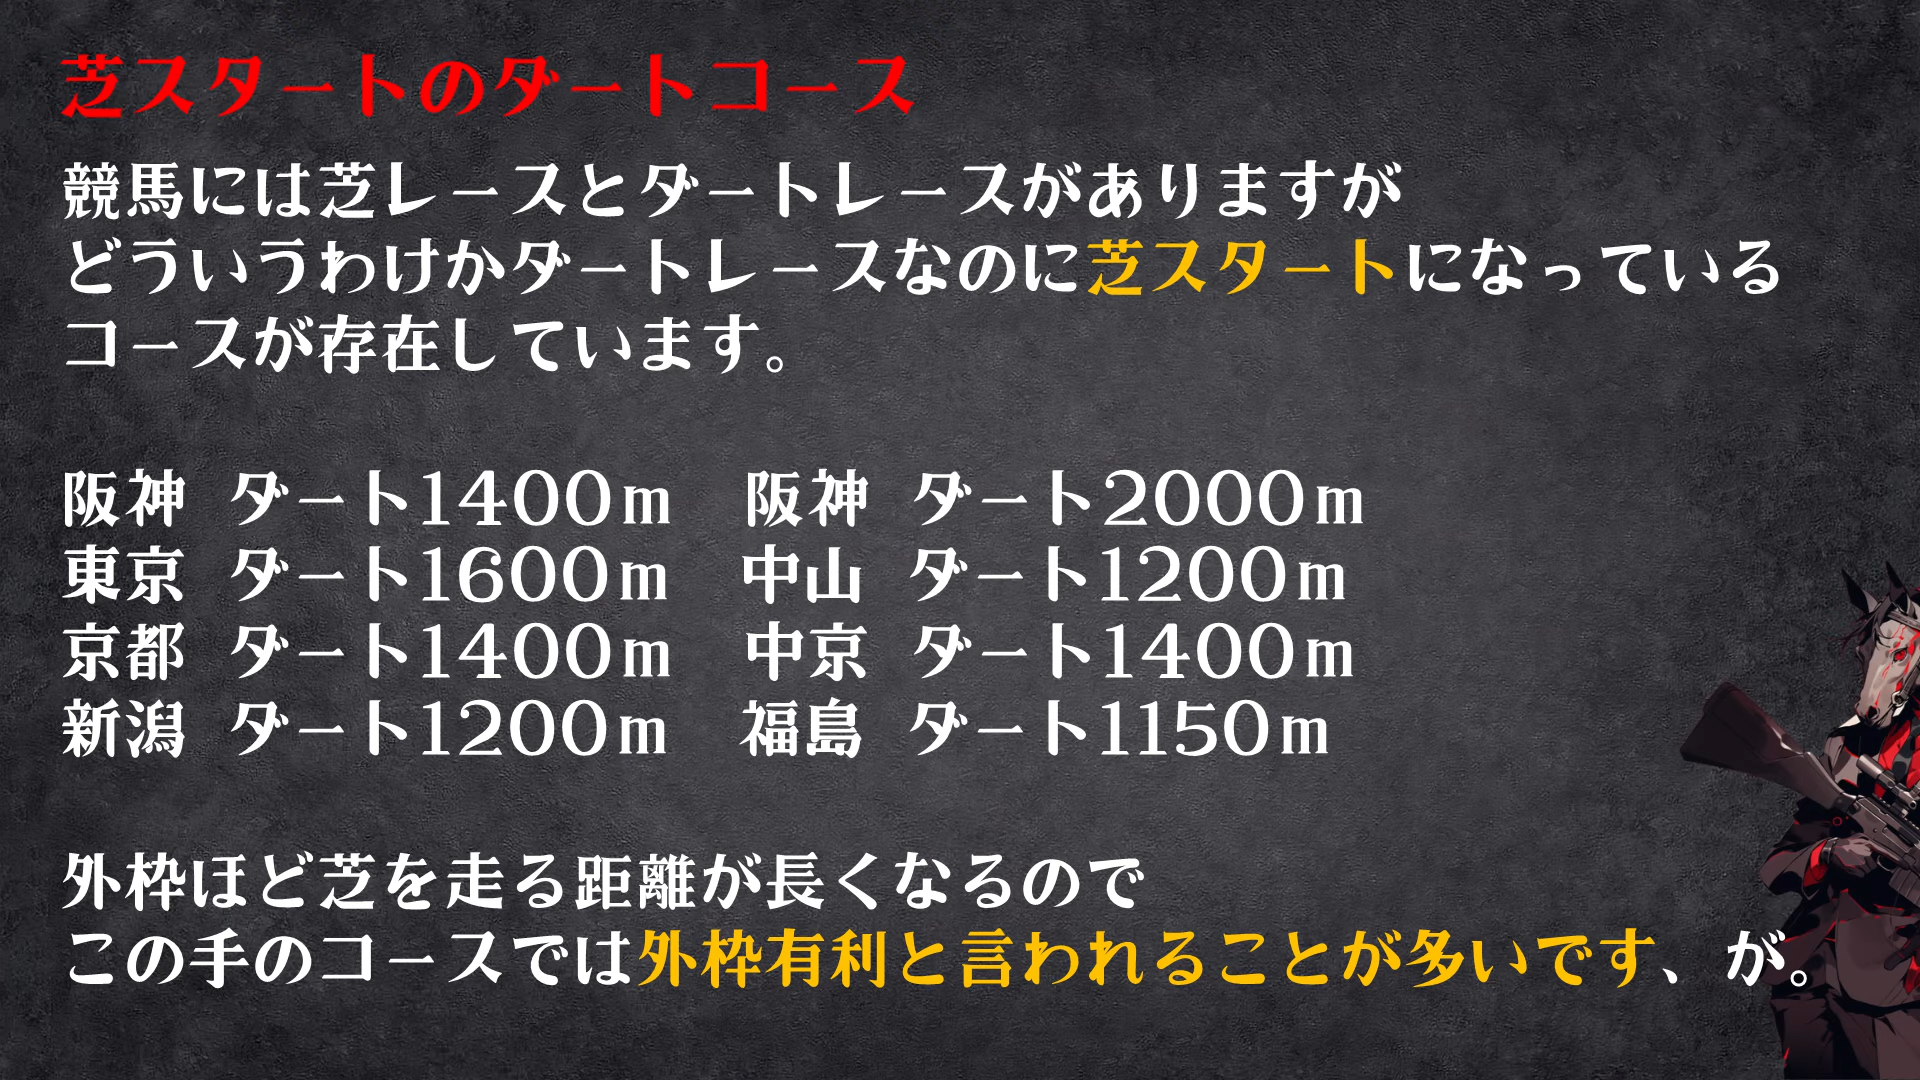 芝スタートのダートコース
競馬には芝レースとダートレースがありますが
どういうわけかダートレースなのに芝スタートになっている
コースが存在しています。
阪神 ダート1400m 阪神 ダート2000m
東京 ダート1600m 中山 ダート1200m
京都 ダート1400m 中京 ダート1400m
新潟 ダート1200m 福島 ダート1150m
外枠ほど芝を走る距離が長くなるので
この手のコースでは外枠有利と言われることが多いです、が。